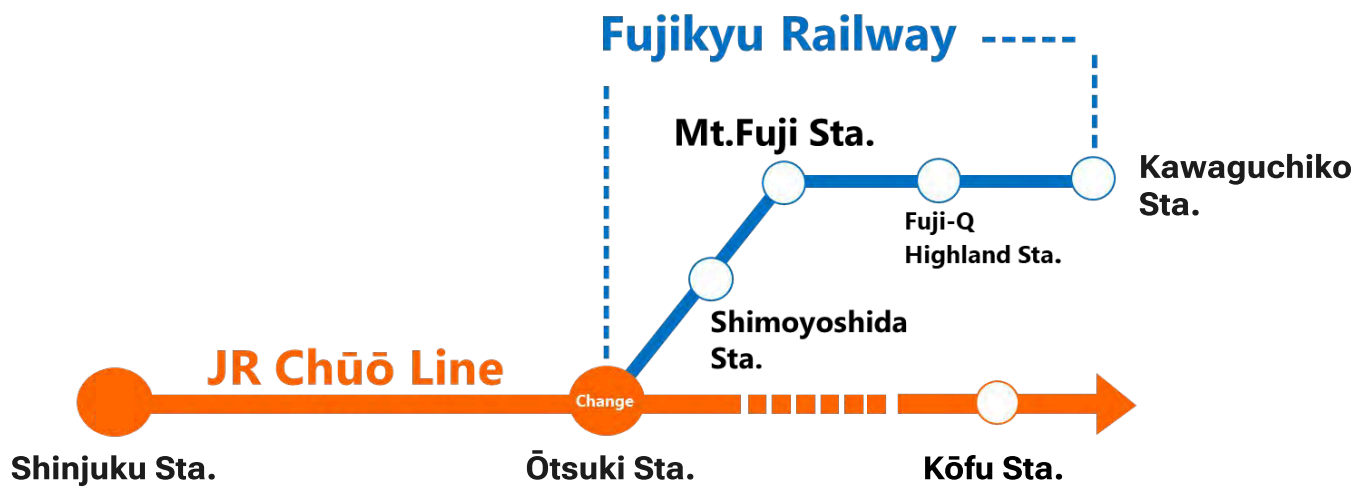 Fujikyu Railway
Mt.Fuji Sta.
Kawaguchiko
Sta.
Fuji-Q
Highland Sta.
Shimoyoshida
Sta.
JR Chūō Line
Change
Shinjuku Sta.
Ōtsuki Sta.
Kōfu Sta.